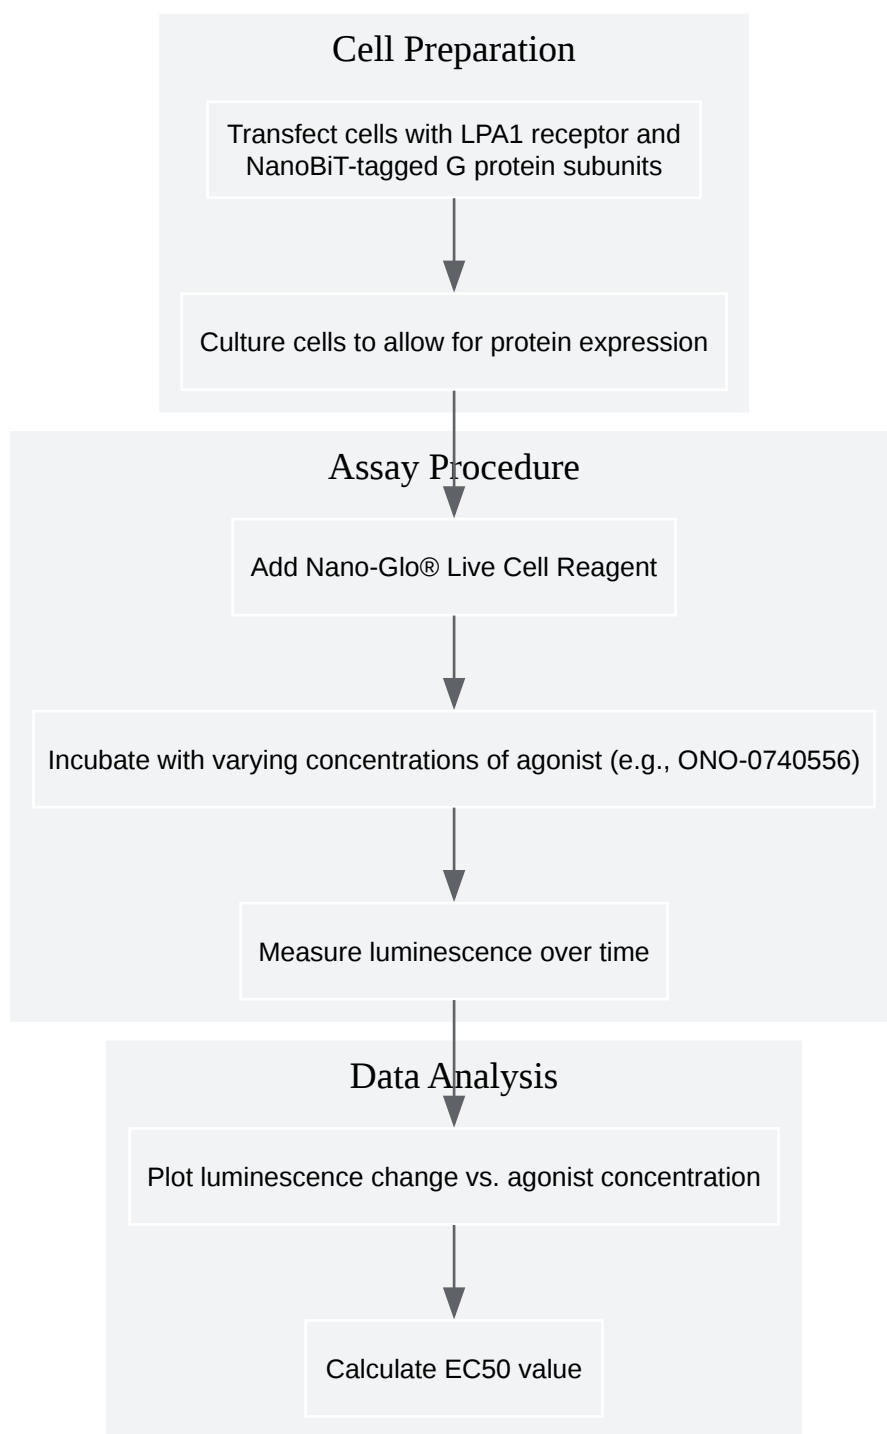 Cell Preparation
Transfect cells with LPA1 receptor and
NanoBiT-tagged G protein subunits
Culture cells to allow for protein expression
Assay Procedure
Add Nano-Glo® Live Cell Reagent
Incubate with varying concentrations of agonist (e.g., ONO-0740556)
Measure luminescence over time
Data Analysis
Plot luminescence change vs. agonist concentration
Calculate EC50 value